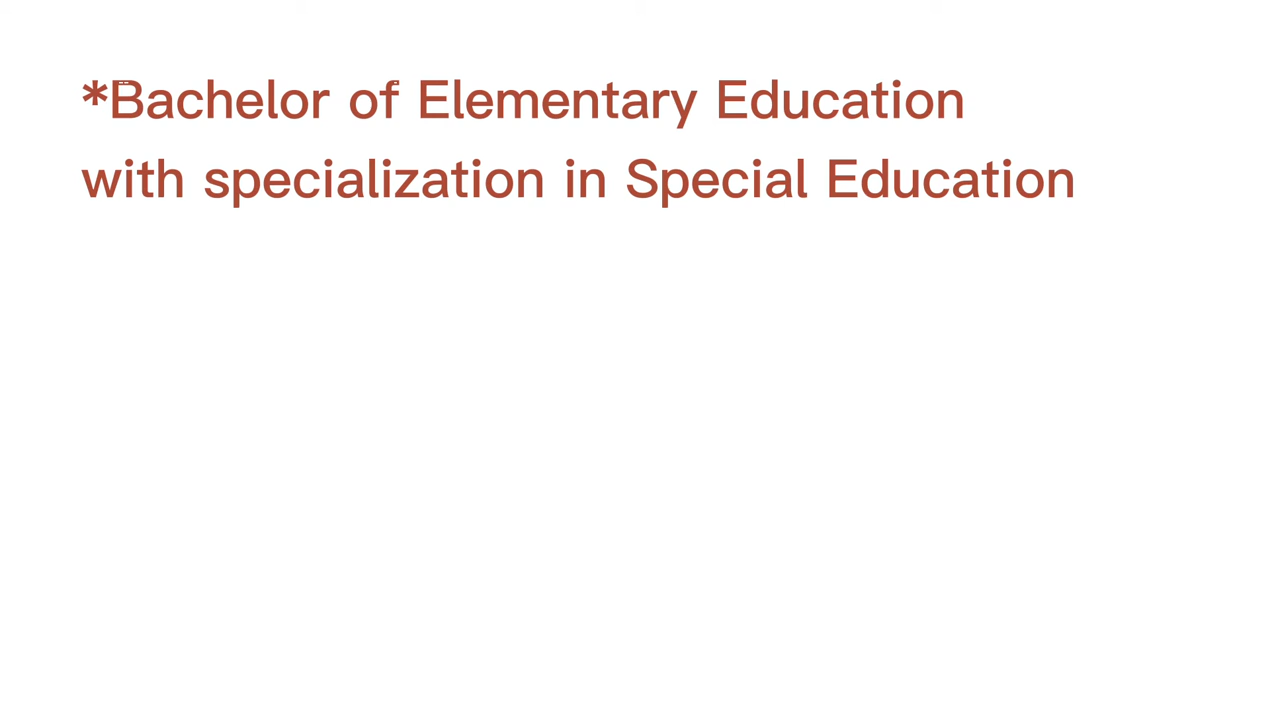 *Bachelor of Elementary Education
with specialization in Special Education